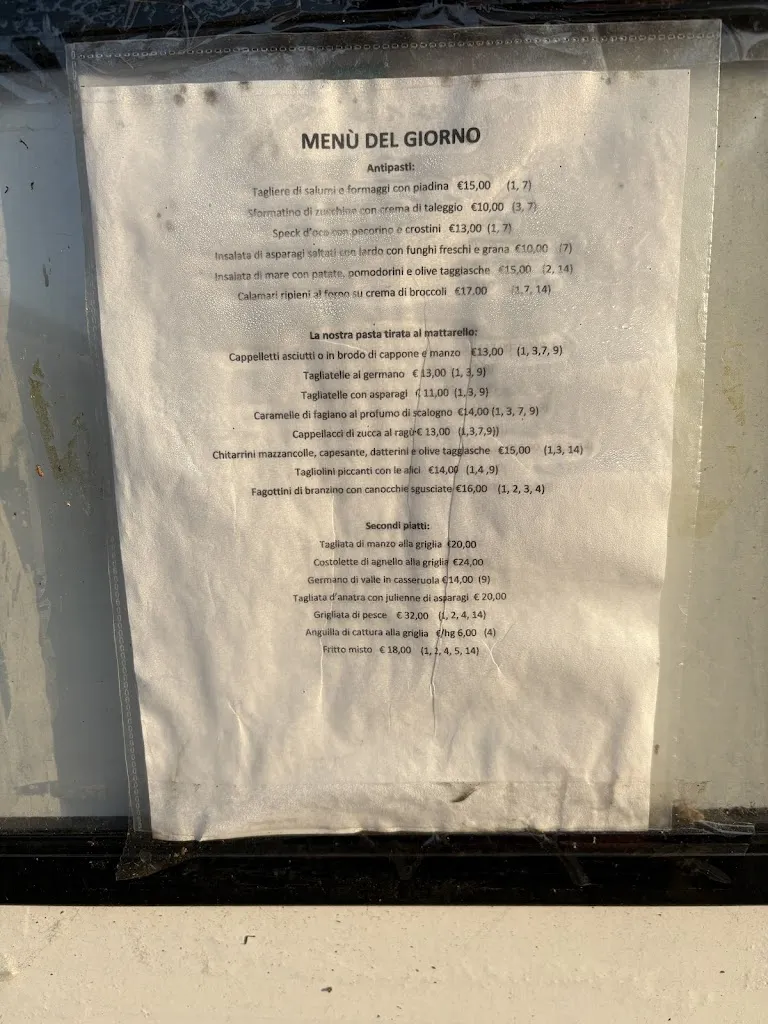 MENÙ DEL GIORNO
Antipasti:
Tagliere di salumi e formaggi con piadina €15,00 (1, 7)
Sformatino di zucchine con crema di taleggio €10,00 (3, 7)
Speck d'oca con pecorino e crostini €13,00 (1, 7)
Insalata di asparagi saltati con lardo con funghi freschi e grana €10,00 (7)
Insalata di mare con patate, pomodorini e olive taggiasche €15,00 (2, 14)
Calamari ripieni al forno su crema di broccoli €17,00 (1,7, 14)
La nostra pasta tirata al mattarello:
Cappelletti asciutti o in brodo di cappone e manzo €13,00 (1, 3,7, 9)
Tagliatelle al germano € 13,00 (1, 3, 9)
Tagliatelle con asparagi € 11,00 (1,3, 9)
Caramelle di fagiano al profumo di scalogno €14,00 (1, 3, 7, 9)
Cappellacci di zucca al ragù€ 13,00 (1,3,7,9))
Chitarrini mazzancolle, capesante, datterini e olive taggiasche €15,00 (1,3, 14)
Tagliolini piccanti con le alici €14,00 (1,4 ,9)
Fagottini di branzino con canocchie sgusciate €16,00 (1, 2, 3, 4)
Secondi piatti:
Tagliata di manzo alla griglia €20,00
Costolette di agnello alla griglia €24,00
Germano di valle in casseruola €14,00 (9)
Tagliata d'anatra con julienne di asparagi € 20,00
Grigliata di pesce € 32,00 (1, 2, 4, 14)
Anguilla di cattura alla griglia €/hg 6,00 (4)
Fritto misto € 18,00 (1, 2, 4, 5, 14)